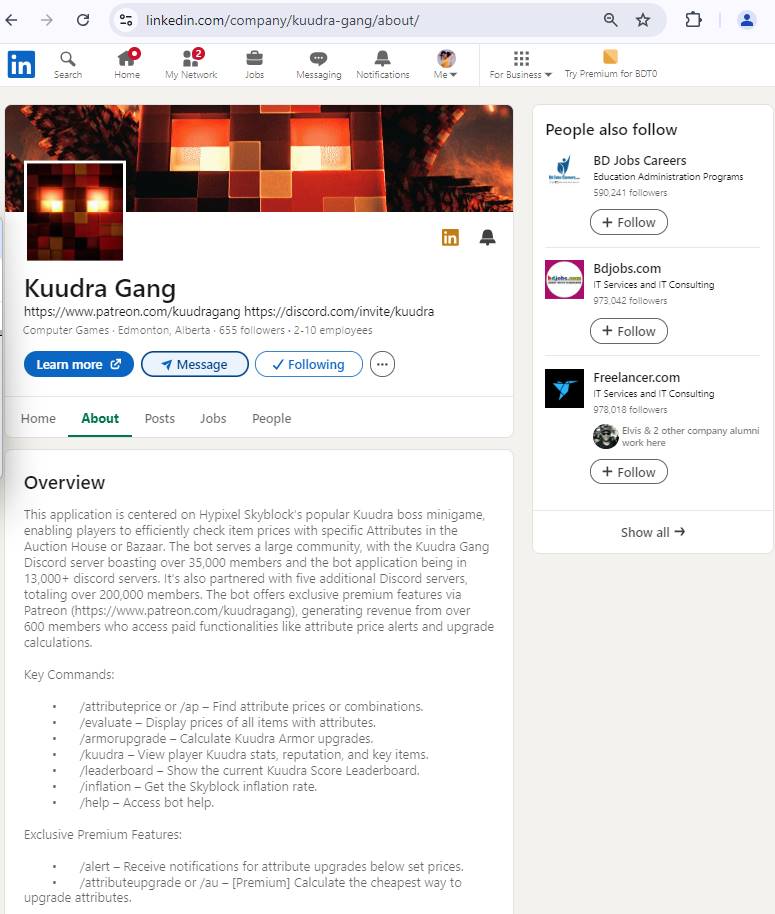 linkedin.com/company/kuudra-gang/about/
in
Search
Home
2
My Network
Jobs
Messaging
Notifications
Me
For Business
Try Premium for BDT0
in
Kuudra Gang
https://www.patreon.com/kuudragang https://discord.com/invite/kuudra
Computer Games · Edmonton, Alberta · 655 followers · 2-10 employees
Learn more
Message
Following
Home
About
Posts
Jobs
People
Overview
This application is centered on Hypixel Skyblock's popular Kuudra boss minigame,
enabling players to efficiently check item prices with specific Attributes in the
Auction House or Bazaar. The bot serves a large community, with the Kuudra Gang
Discord server boasting over 35,000 members and the bot application being in
13,000+ discord servers. It's also partnered with five additional Discord servers,
totaling over 200,000 members. The bot offers exclusive premium features via
Patreon (https://www.patreon.com/kuudragang), generating revenue from over
600 members who access paid functionalities like attribute price alerts and upgrade
calculations.
Key Commands:
• /attributeprice or /ap – Find attribute prices or combinations.
• /evaluate – Display prices of all items with attributes.
• /armorupgrade – Calculate Kuudra Armor upgrades.
• /kuudra – View player Kuudra stats, reputation, and key items.
• /leaderboard – Show the current Kuudra Score Leaderboard.
• /inflation – Get the Skyblock inflation rate.
• /help – Access bot help.
Exclusive Premium Features:
• /alert – Receive notifications for attribute upgrades below set prices.
• /attributeupgrade or /au – [Premium] Calculate the cheapest way to
upgrade attributes.
People also follow
BD Jobs Careers
Education Administration Programs
590,241 followers
+ Follow
bdjobs.com
Bdjobs.com
IT Services and IT Consulting
973,042 followers
+ Follow
Freelancer.com
IT Services and IT Consulting
978,018 followers
Elvis & 2 other company alumni
work here
+ Follow
Show all →